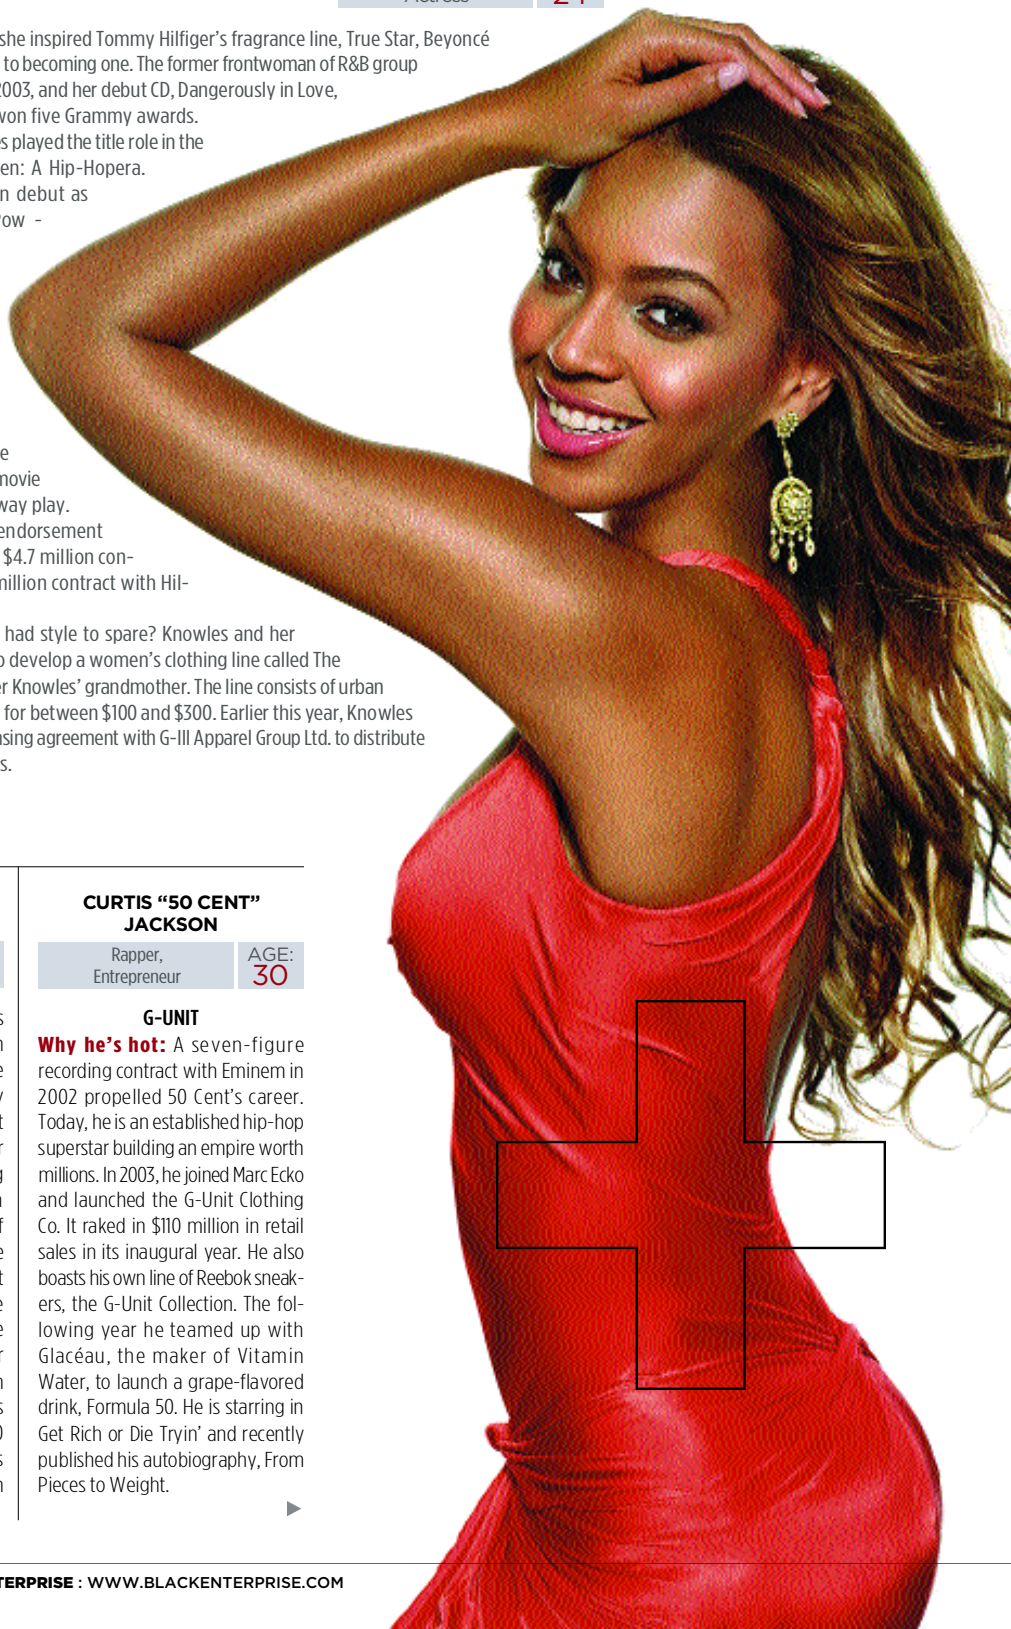 Actress
24
she inspired Tommy Hilfiger’s fragrance line, True Star, Beyoncé
to becoming one. The former frontwoman of R&B group
2003, and her debut CD, Dangerously in Love,
won five Grammy awards.
s played the title role in the
en: A Hip-Hopera.
n debut as
ow -
e
movie
way play.
endorsement
$4.7 million con-
million contract with Hil-
had style to spare? Knowles and her
o develop a women’s clothing line called The
er Knowles’ grandmother. The line consists of urban
for between $100 and $300. Earlier this year, Knowles
nsing agreement with G-III Apparel Group Ltd. to distribute
s.
CURTIS “50 CENT”
JACKSON
Rapper,
Entrepreneur
AGE:
30
G-UNIT
Why he’s hot: A seven-figure
recording contract with Eminem in
2002 propelled 50 Cent’s career.
Today, he is an established hip-hop
superstar building an empire worth
millions. In 2003, he joined Marc Ecko
and launched the G-Unit Clothing
Co. It raked in $110 million in retail
sales in its inaugural year. He also
boasts his own line of Reebok sneak-
ers, the G-Unit Collection. The fol-
lowing year he teamed up with
Glacéau, the maker of Vitamin
Water, to launch a grape-flavored
drink, Formula 50. He is starring in
Get Rich or Die Tryin’ and recently
published his autobiography, From
Pieces to Weight.
TERPRISE : WWW.BLACKENTERPRISE.COM